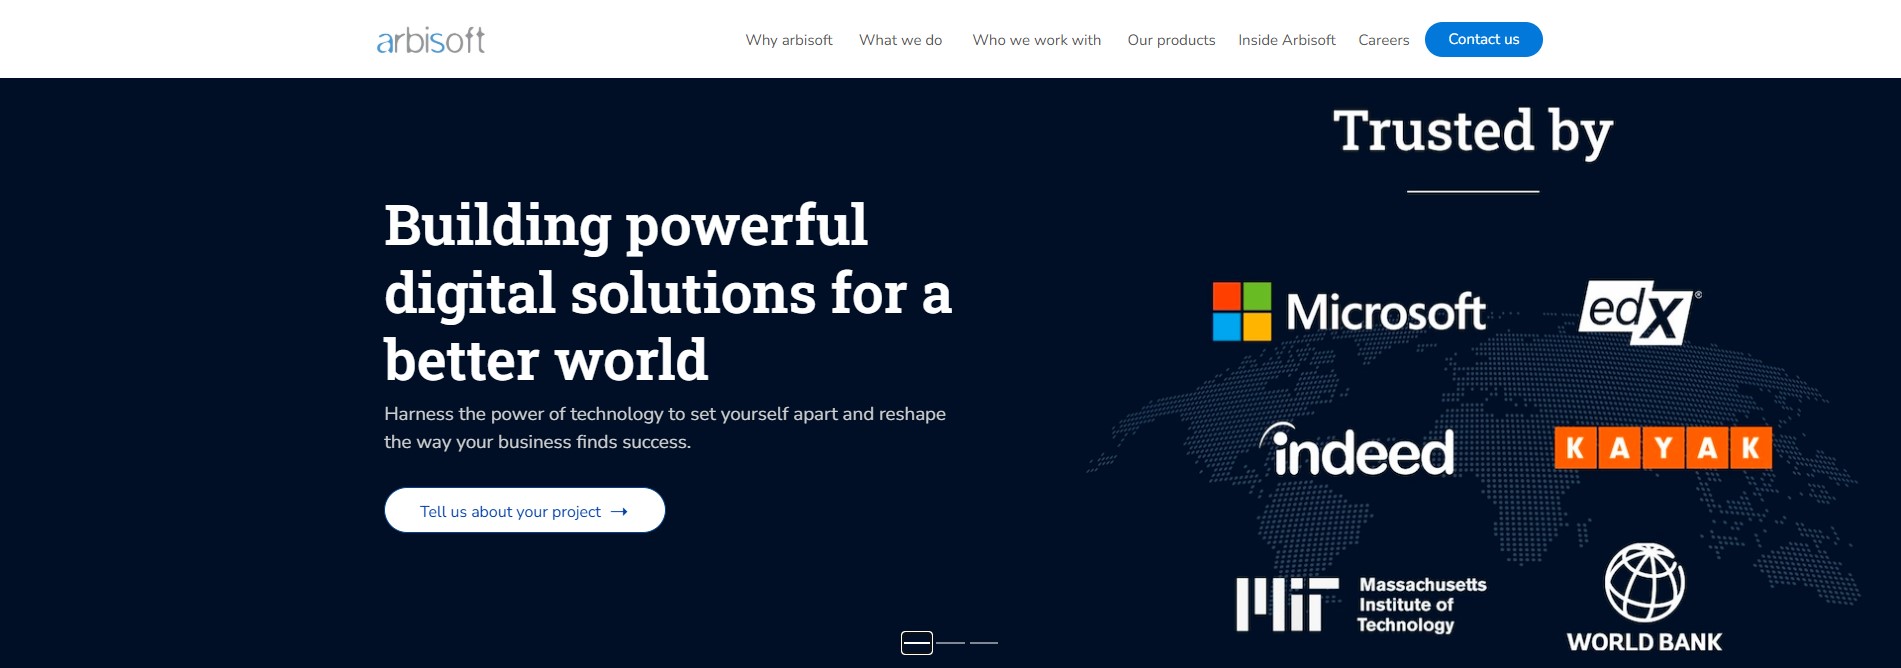 arbisoft
Why arbisoft What we do Who we work with Our products Inside Arbisoft Careers Contact us
Building powerful
digital solutions for a
better world
Harness the power of technology to set yourself apart and reshape
the way your business finds success.
Tell us about your project →
Trusted by
Microsoft edX®
indeed KAYAK
MIT Massachusetts
Institute of
Technology
WORLD BANK